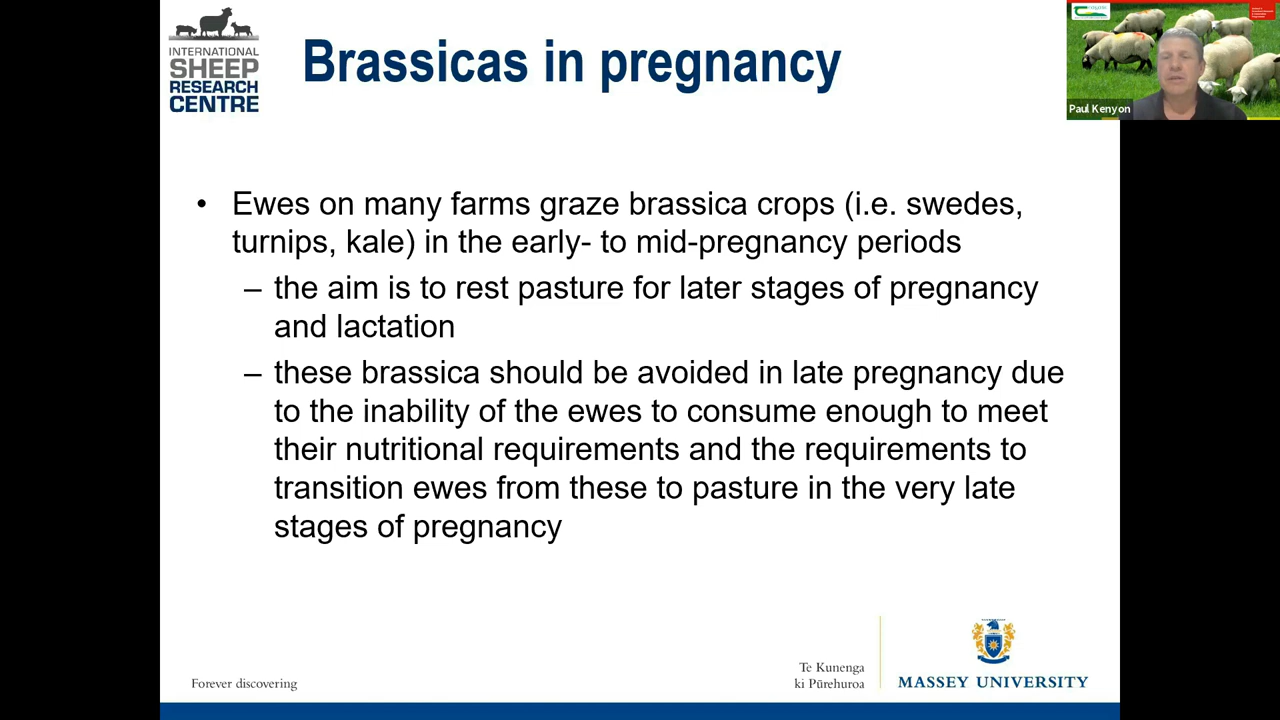 INTERNATIONAL
SHEEP
RESEARCH
CENTRE
Brassicas in pregnancy
Paul Kenyon
• Ewes on many farms graze brassica crops (i.e. swedes,
turnips, kale) in the early- to mid-pregnancy periods
– the aim is to rest pasture for later stages of pregnancy
and lactation
– these brassica should be avoided in late pregnancy due
to the inability of the ewes to consume enough to meet
their nutritional requirements and the requirements to
transition ewes from these to pasture in the very late
stages of pregnancy
Forever discovering
Te Kunenga
ki Pūrehuroa
MASSEY UNIVERSITY